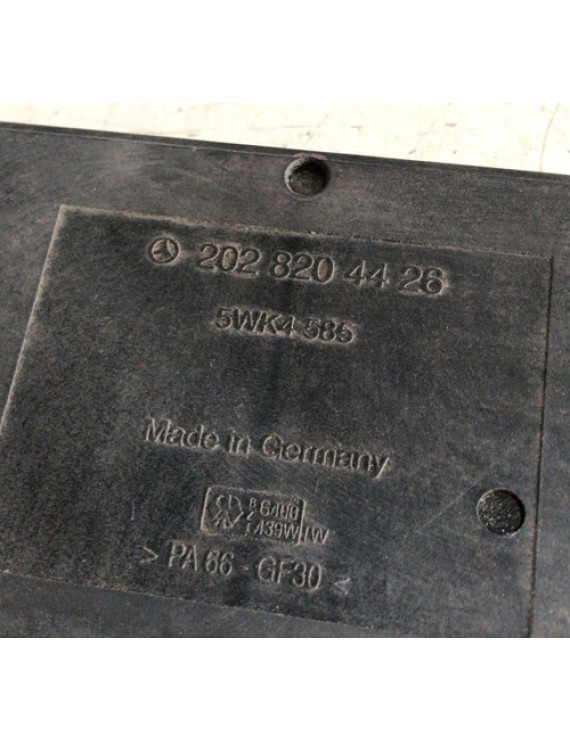 202 820 44 26
5WK4 585
Made in Germany
> PA 66 - GF30 <